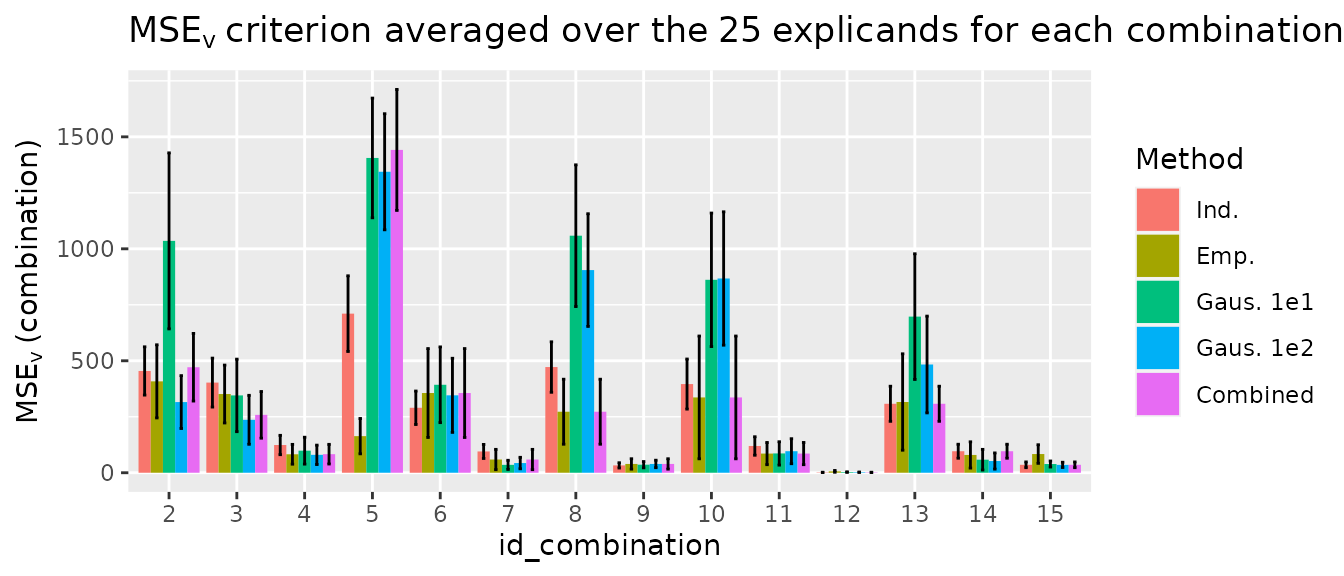 MSEv criterion averaged over the 25 explicands for each combination
MSEv (combination)
1500
1000
500
0
2 3 4 5 6 7 8 9 10 11 12 13 14 15
id_combination
Method
Ind.
Emp.
Gaus. 1e1
Gaus. 1e2
Combined